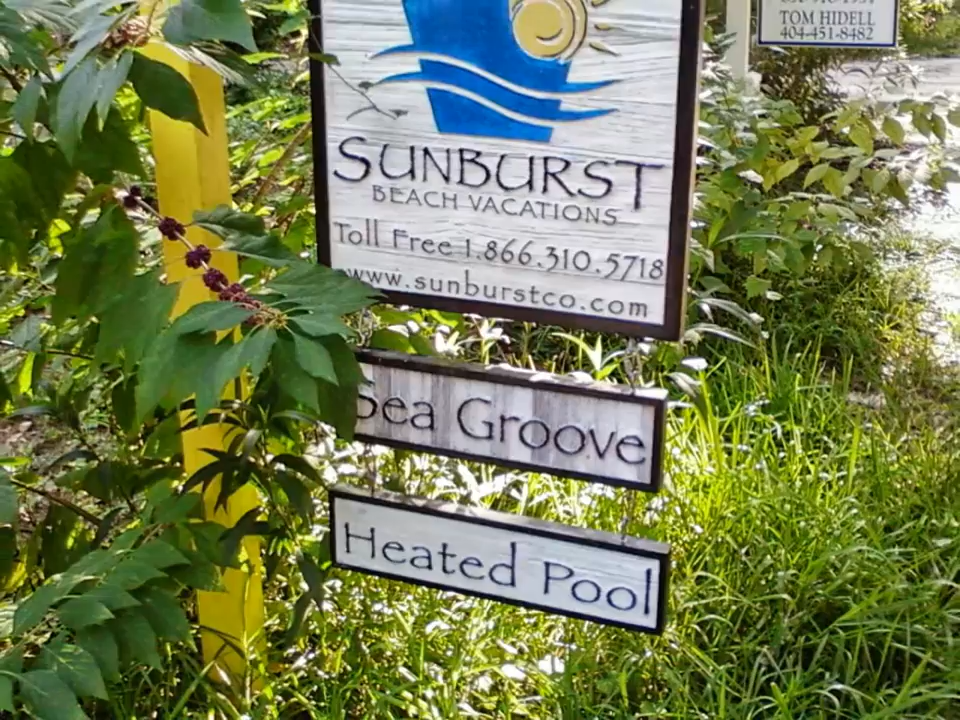 TOM HIDELL
404-451-8482
SUNBURST
BEACH VACATIONS
Toll Free 1.866.310.5718
www.sunburstco.com
Sea Groove
Heated Pool